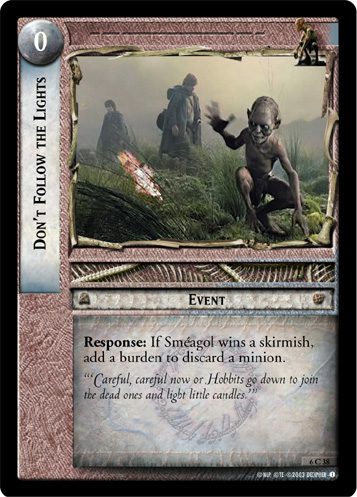 0
DON'T FOLLOW THE LIGHTS
EVENT
Response: If Sméagol wins a skirmish,
add a burden to discard a minion.
“‘Careful, careful now or Hobbits go down to join
the dead ones and light little candles.’”
6 C 38